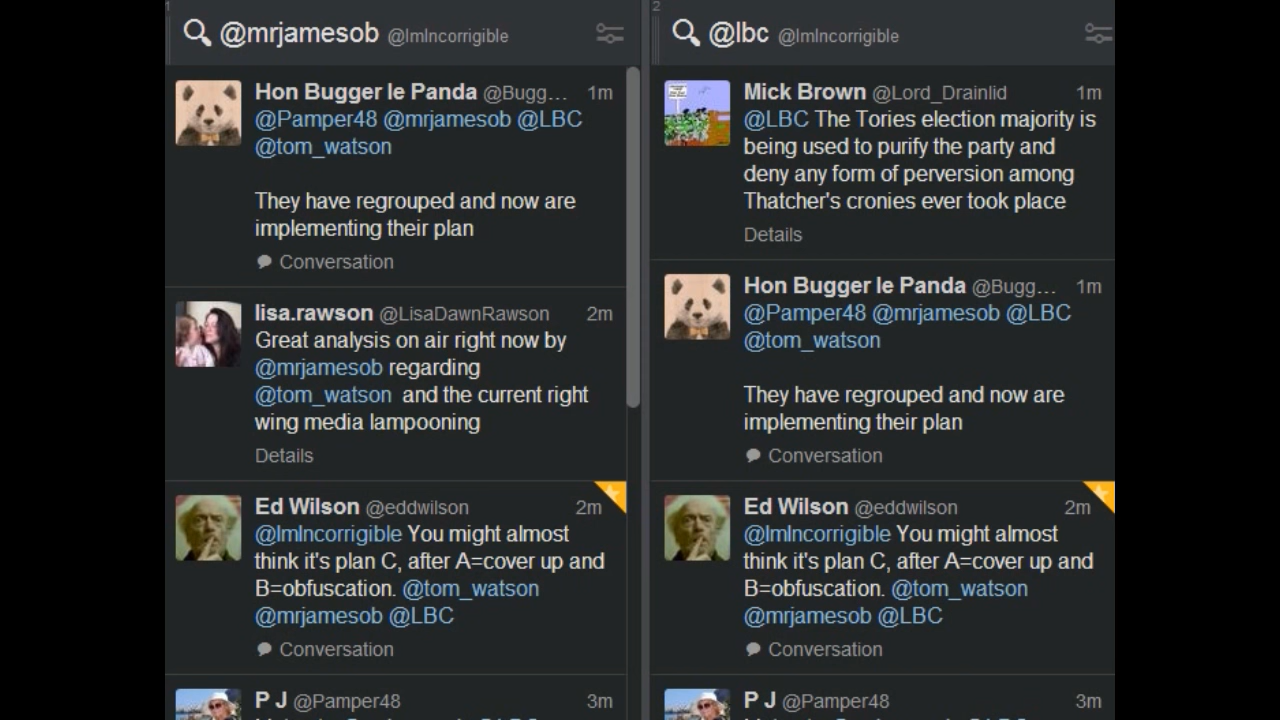 1
@mrjamesob @ImIncorrigible
Hon Bugger le Panda @Bugg… 1m
@Pamper48 @mrjamesob @LBC
@tom_watson
They have regrouped and now are
implementing their plan
Conversation
lisa.rawson @LisaDawnRawson 2m
Great analysis on air right now by
@mrjamesob regarding
@tom_watson and the current right
wing media lampooning
Details
Ed Wilson @eddwilson 2m
@ImIncorrigible You might almost
think it's plan C, after A=cover up and
B=obfuscation. @tom_watson
@mrjamesob @LBC
Conversation
P J @Pamper48 3m
2
@lbc @ImIncorrigible
Mick Brown @Lord_Drainlid 1m
@LBC The Tories election majority is
being used to purify the party and
deny any form of perversion among
Thatcher's cronies ever took place
Details
Hon Bugger le Panda @Bugg… 1m
@Pamper48 @mrjamesob @LBC
@tom_watson
They have regrouped and now are
implementing their plan
Conversation
Ed Wilson @eddwilson 2m
@ImIncorrigible You might almost
think it's plan C, after A=cover up and
B=obfuscation. @tom_watson
@mrjamesob @LBC
Conversation
P J @Pamper48 3m